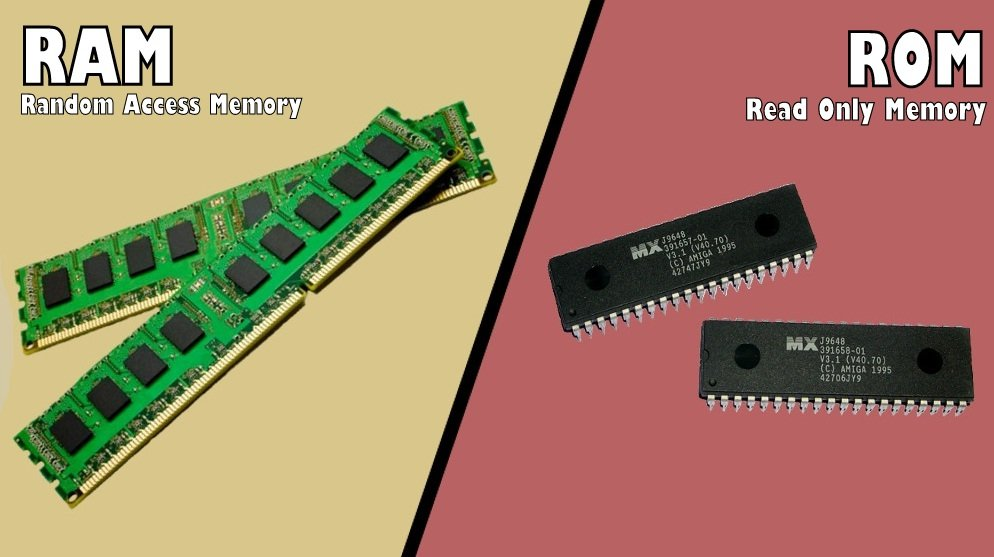 RAM
Random Access Memory
ROM
Read Only Memory
MX J9648
391657-01
V3.1 (V40.70)
(C) AMIGA 1995
42747JY9
MX J9648
391658-01
V3.1 (V40.70)
(C) AMIGA 1995
42706JY9